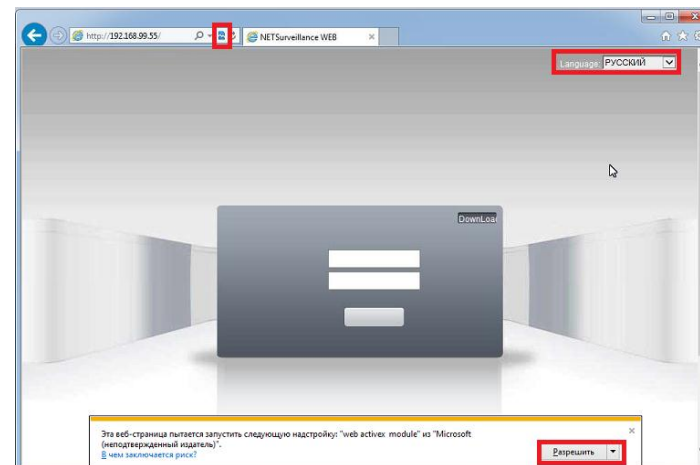 http://192.168.99.55/
NETSurveillance WEB
Language: РУССКИЙ
DownLoad
Эта веб-страница пытается запустить следующую надстройку: "web activex module" из "Microsoft
(неподтвержденный издатель)".
В чем заключается риск?
Разрешить